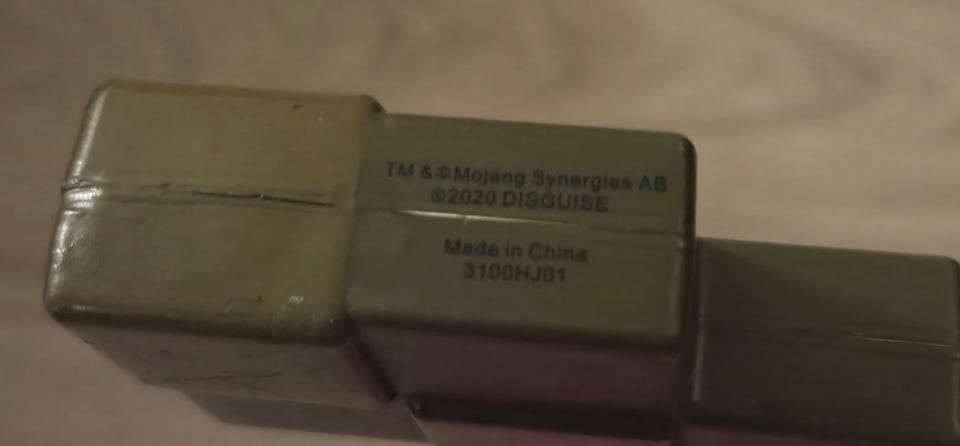 TM & ©Mojang Synergies AB
©2020 DISGUISE
Made in China
3100HJ01